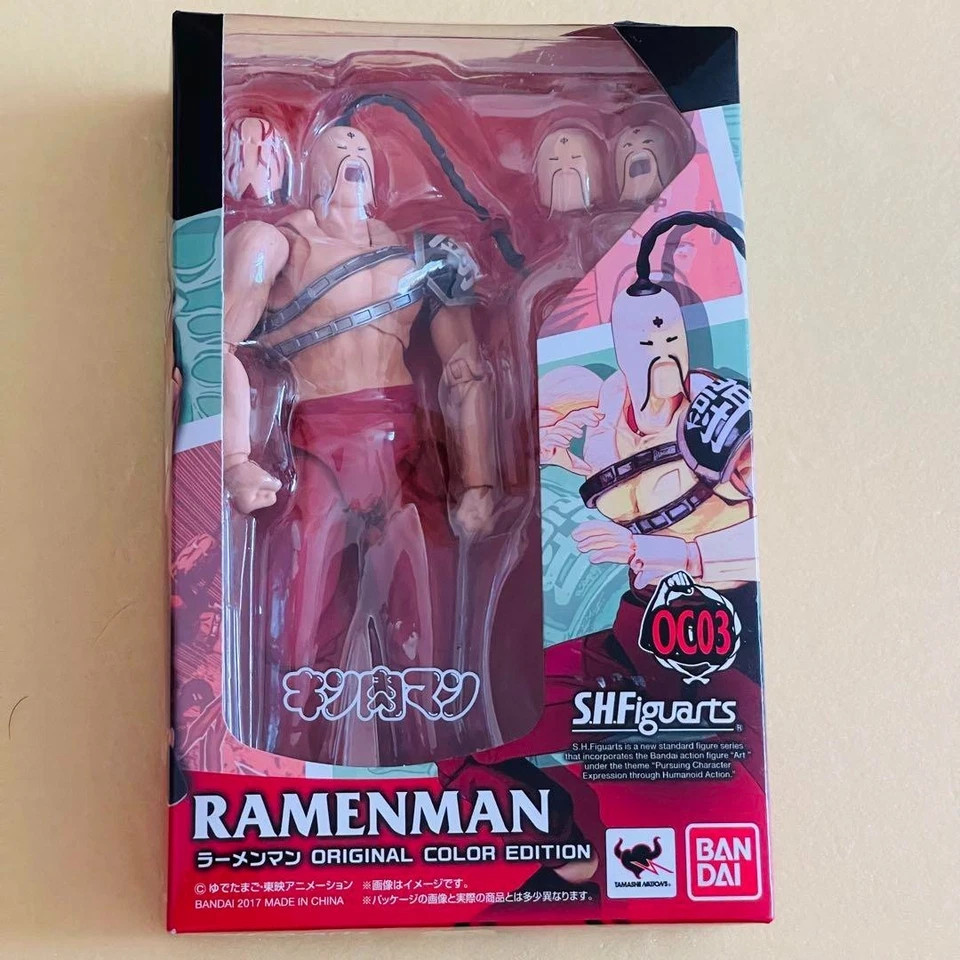 中
中
闘
OC03
S.H.Figuarts
S.H.Figuarts is a new standard figure series
that incorporates the Bandai action figure "Art"
under the theme "Pursuing Character
Expression through Humanoid Action."
キン肉マン
RAMENMAN
ラーメンマン ORIGINAL COLOR EDITION
© ゆでたまご・東映アニメーション ※画像はイメージです。
BANDAI 2017 MADE IN CHINA ※パッケージの画像と実際の商品とは多少異なります。
TAMASHII NATIONS
BAN
DAI